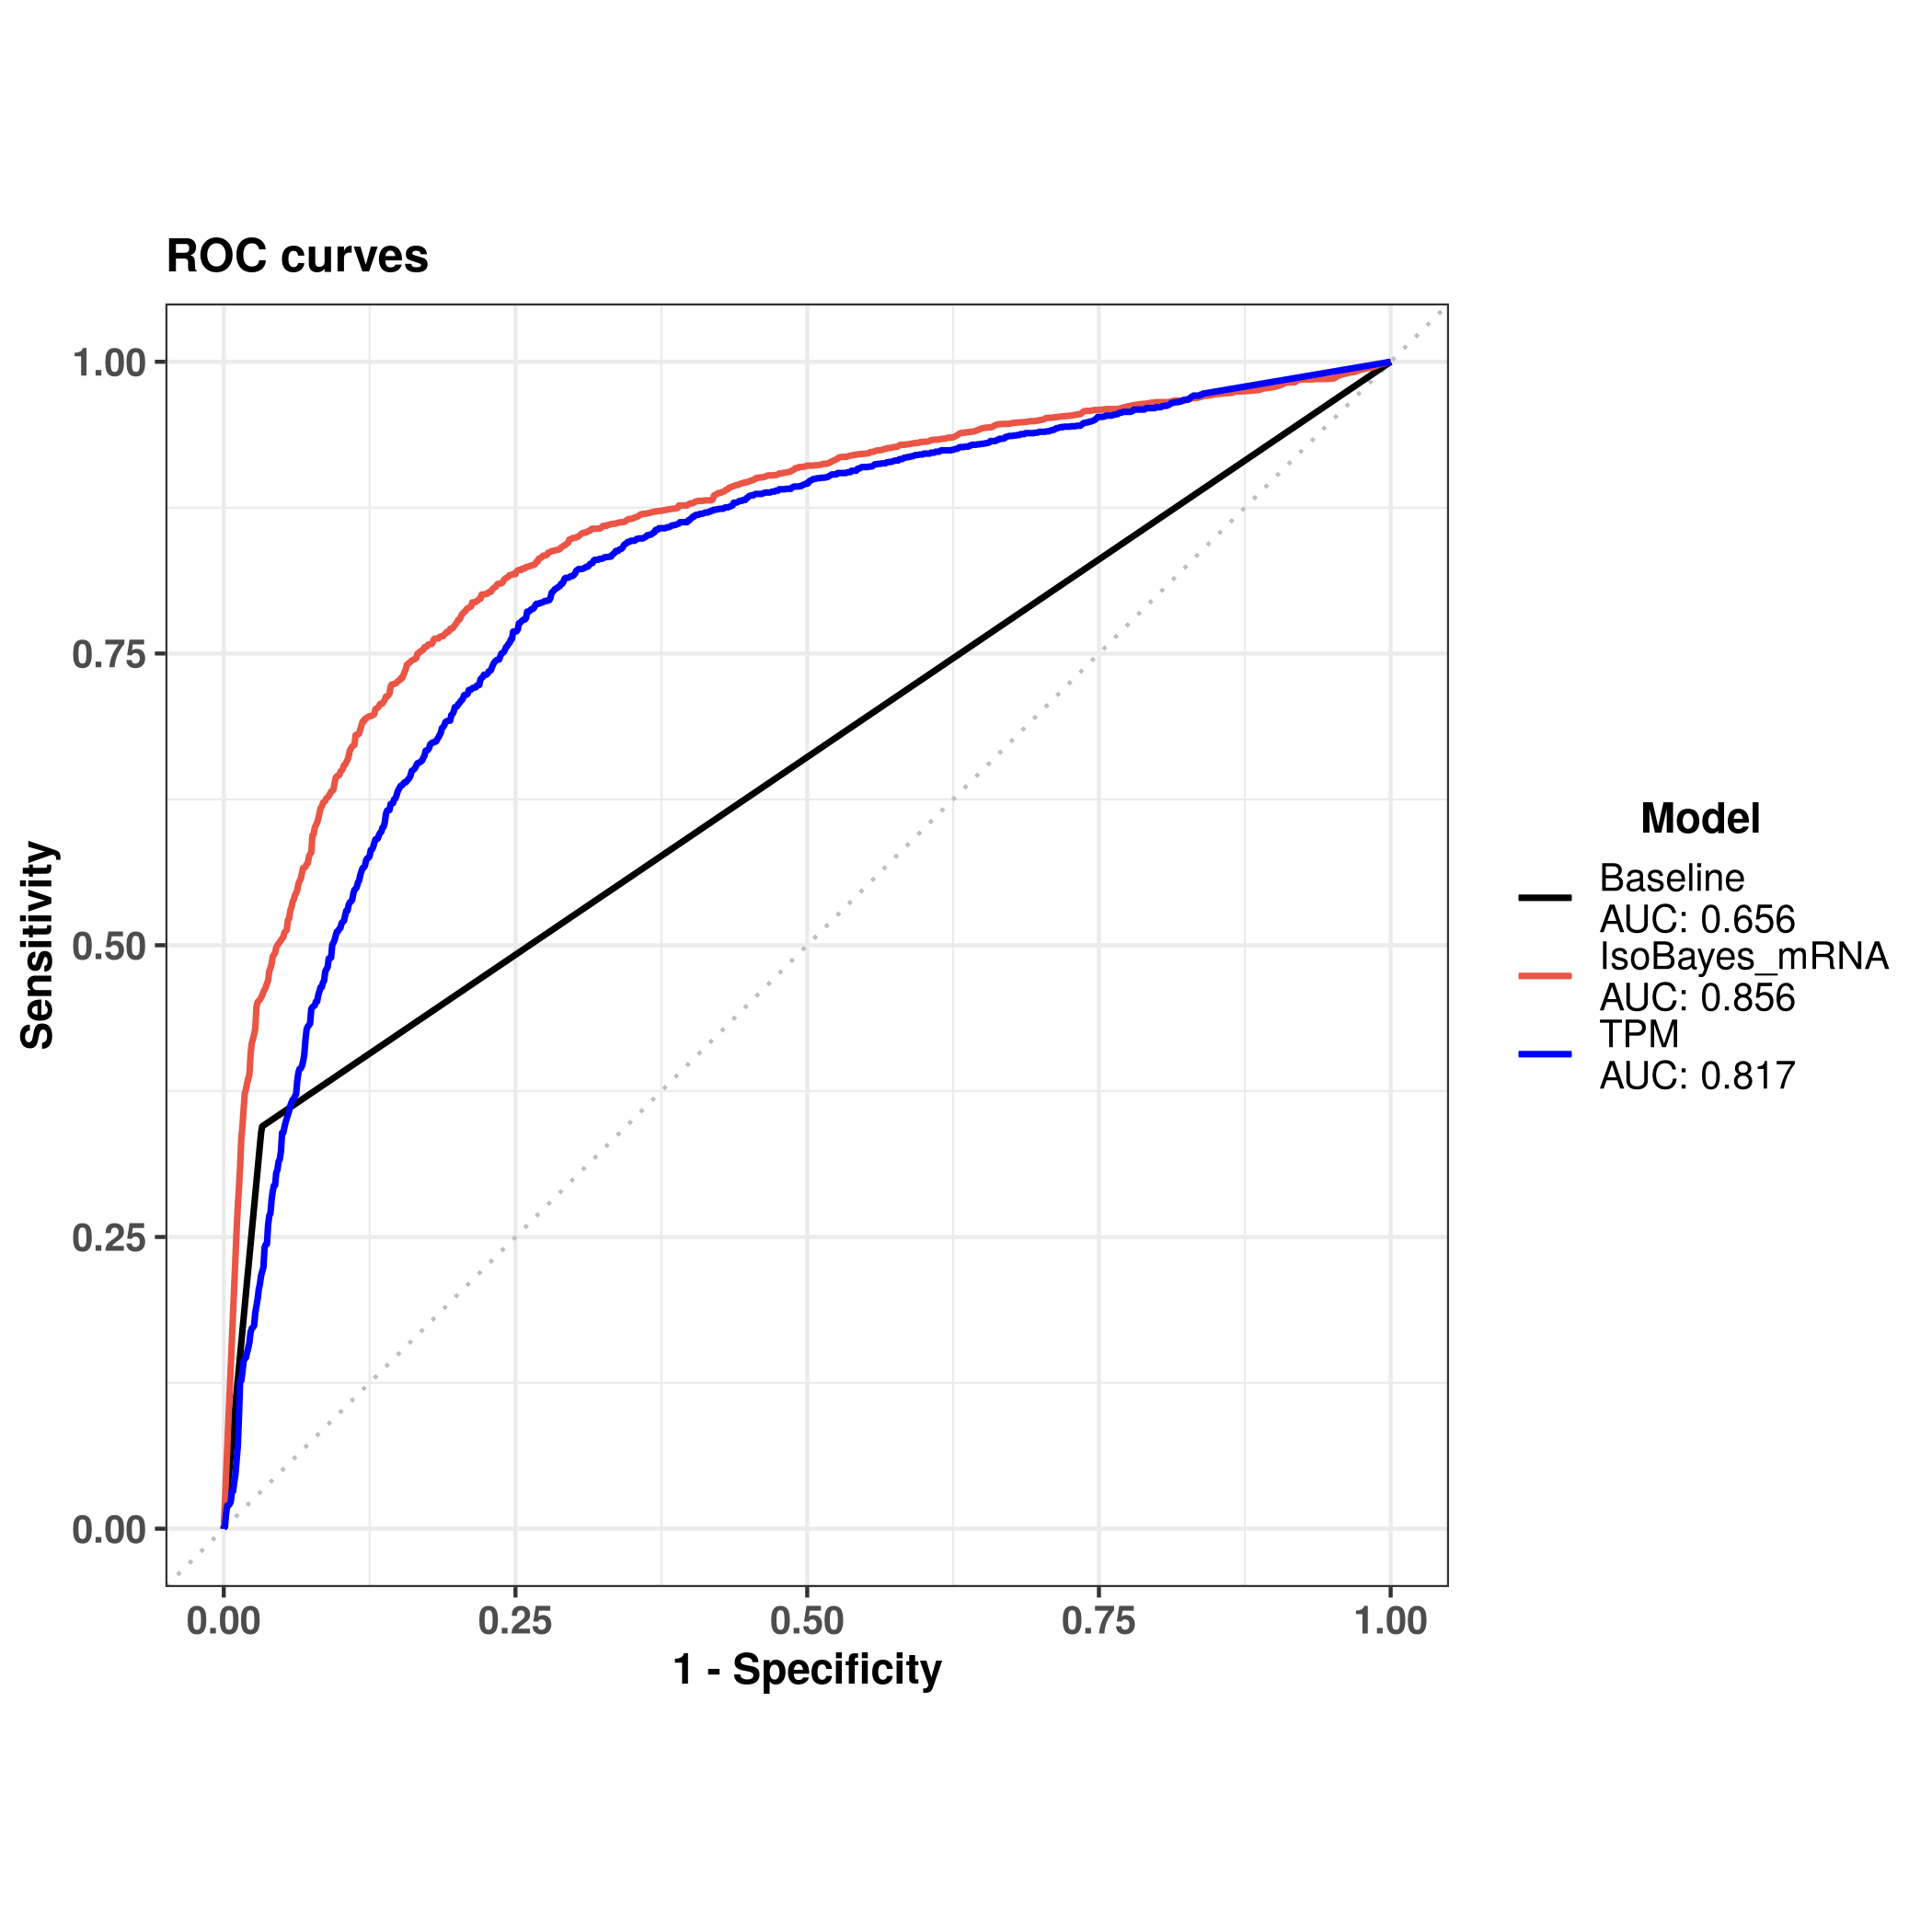 ROC curves
1.00
0.75
0.50
0.25
0.00
Sensitivity
0.00 0.25 0.50 0.75 1.00
1 - Specificity
Model
Baseline
AUC: 0.656
IsoBayes_mRNA
AUC: 0.856
TPM
AUC: 0.817